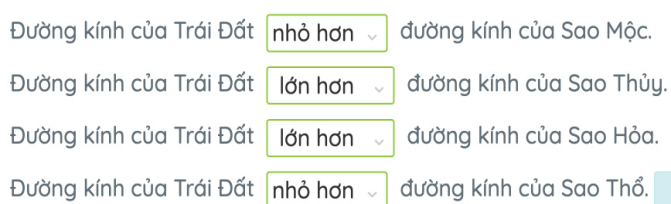 Đường kính của Trái Đất nhỏ hơn đường kính của Sao Mộc.
Đường kính của Trái Đất lớn hơn đường kính của Sao Thủy.
Đường kính của Trái Đất lớn hơn đường kính của Sao Hỏa.
Đường kính của Trái Đất nhỏ hơn đường kính của Sao Thổ.